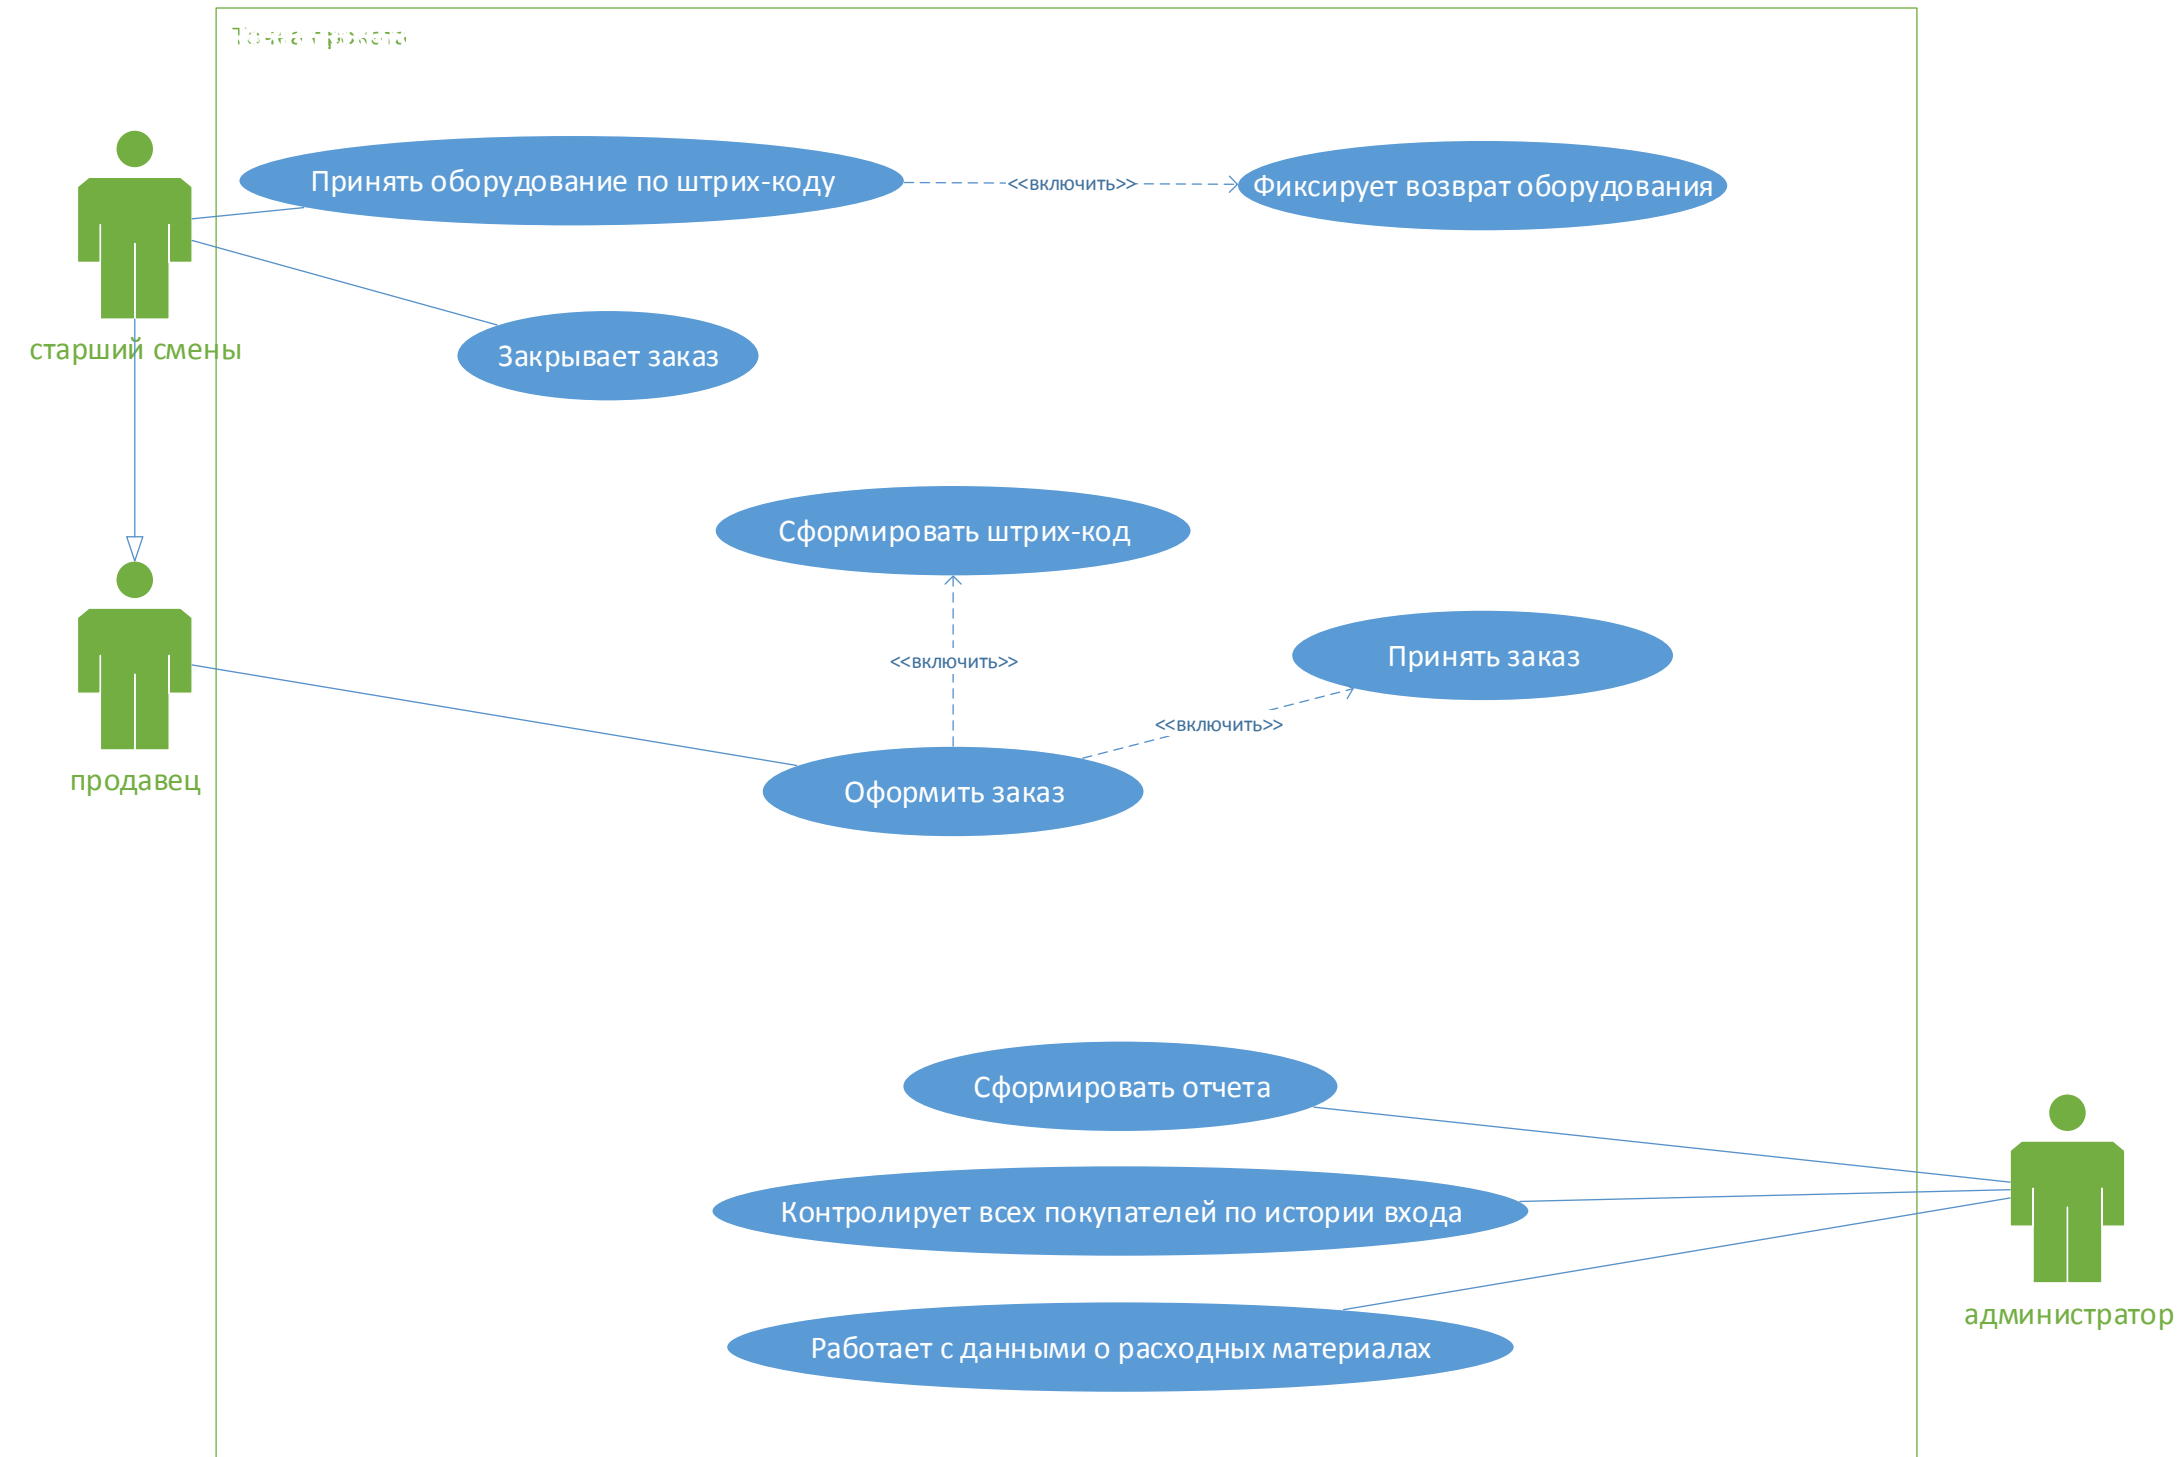 Принять оборудование по штрих-коду
<<включить>>
Фиксирует возврат оборудования
старший смены
Закрывает заказ
Сформировать штрих-код
<<включить>>
Принять заказ
<<включить>>
продавец
Оформить заказ
Сформировать отчета
Контролирует всех покупателей по истории входа
администратор
Работает с данными о расходных материалах